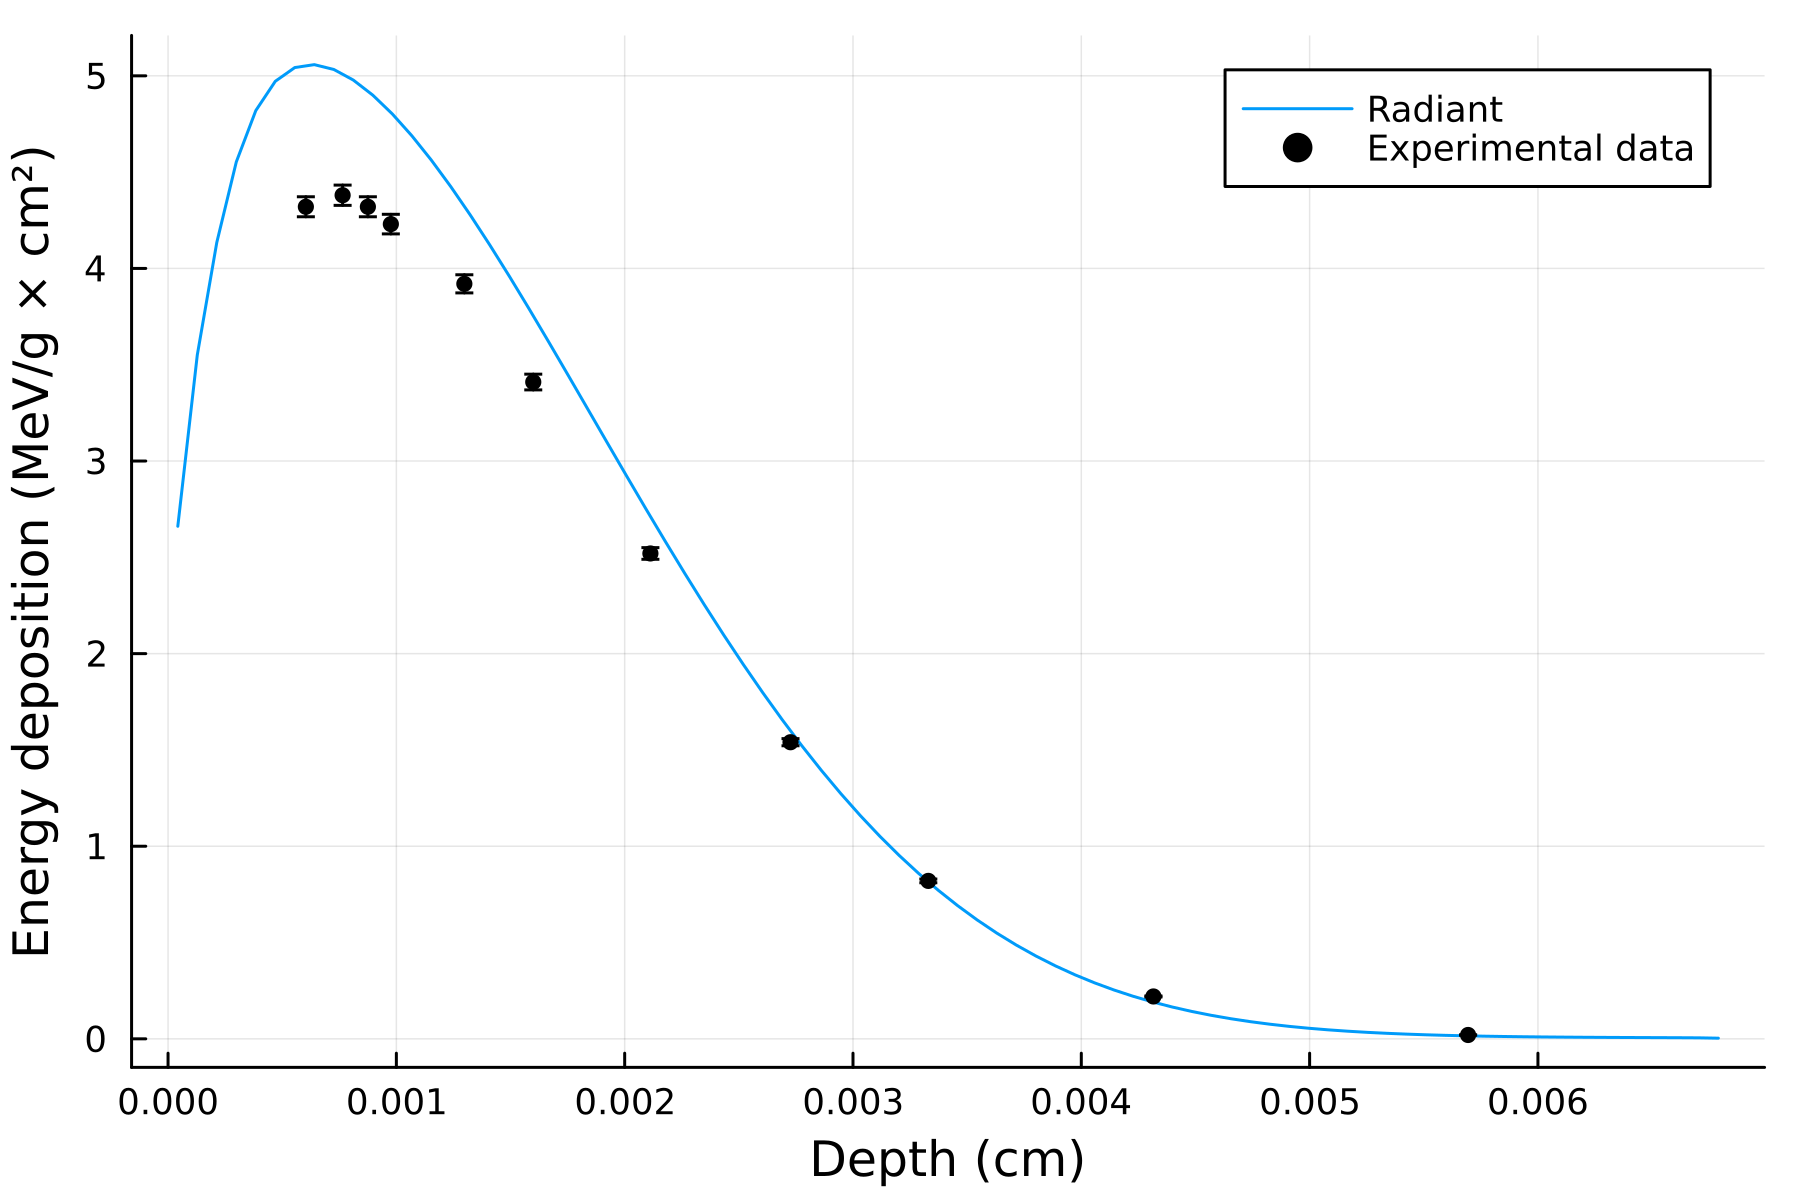 Energy deposition (MeV/g × cm²)
5
4
3
2
1
0
Radiant
Experimental data
0.000 0.001 0.002 0.003 0.004 0.005 0.006
Depth (cm)